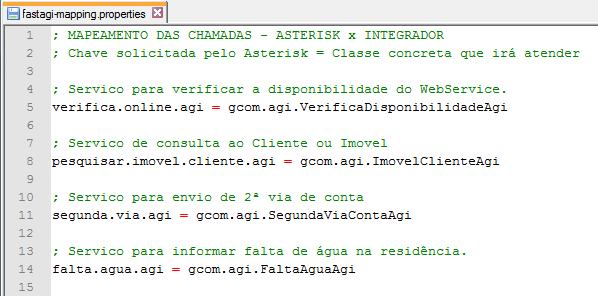 fastagi-mapping.properties
1 ; MAPEAMENTO DAS CHAMADAS - ASTERISK x INTEGRADOR
2 ; Chave solicitada pelo Asterisk = Classe concreta que irá atender
3
4 ; Servico para verificar a disponibilidade do WebService.
5 verifica.online.agi = gcom.agi.VerificaDisponibilidadeAgi
6
7 ; Servico de consulta ao Cliente ou Imovel
8 pesquisar.imovel.cliente.agi = gcom.agi.ImovelClienteAgi
9
10 ; Servico para envio de 2ª via de conta
11 segunda.via.agi = gcom.agi.SegundaViaContaAgi
12
13 ; Servico para informar falta de água na residência.
14 falta.agua.agi = gcom.agi.FaltaAguaAgi
15